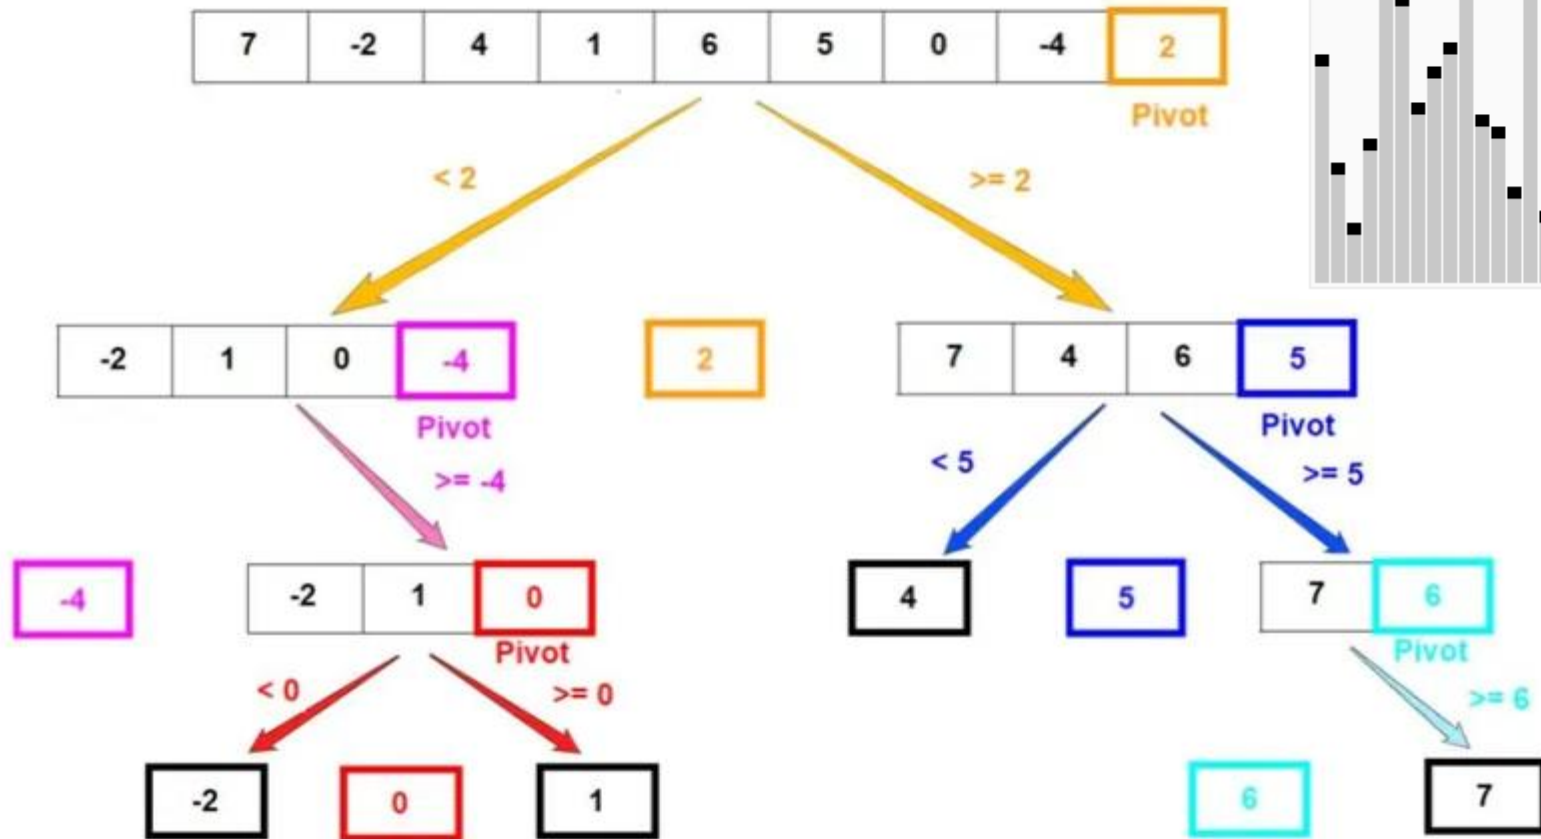 7 -2 4 1 6 5 0 -4 2
Pivot
< 2 >= 2
-2 1 0 -4 2 7 4 6 5
Pivot Pivot
< 5 >= 5
>= -4
-4 -2 1 0 4 5 7 6
Pivot Pivot
< 0 >= 0 >= 6
-2 0 1 6 7